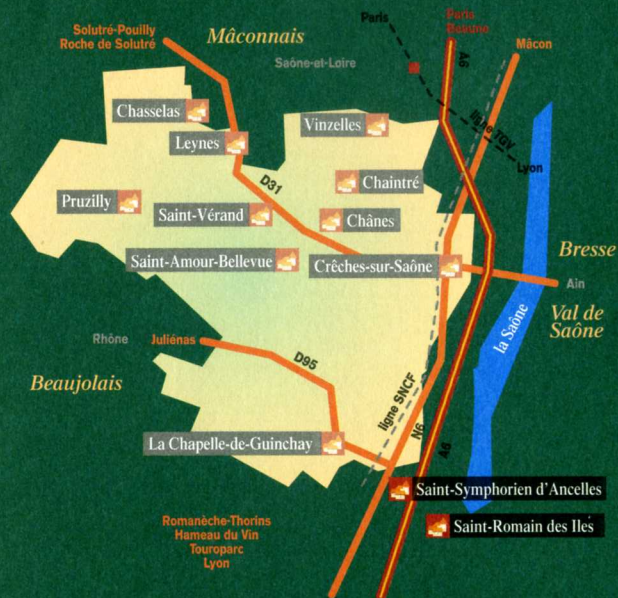 Paris
Paris
Beaune
Solutré-Pouilly
Roche de Solutré
Mâconnais
Mâcon
Saône-et-Loire
A6
Chasselas
ligne TGV
Vinzelles
Leynes
Lyon
D31
Chaintré
Pruzilly
Saint-Vérand
Chânes
Bresse
Saint-Amour-Bellevue
Crêches-sur-Saône
Ain
Val de
Saône
la Saône
Rhône
Juliénas
D95
Beaujolais
ligne SNCF
N6
A6
La Chapelle-de-Guinchay
Saint-Symphorien d'Ancelles
Romanèche-Thorins
Hameau du Vin
Touroparc
Lyon
Saint-Romain des Iles